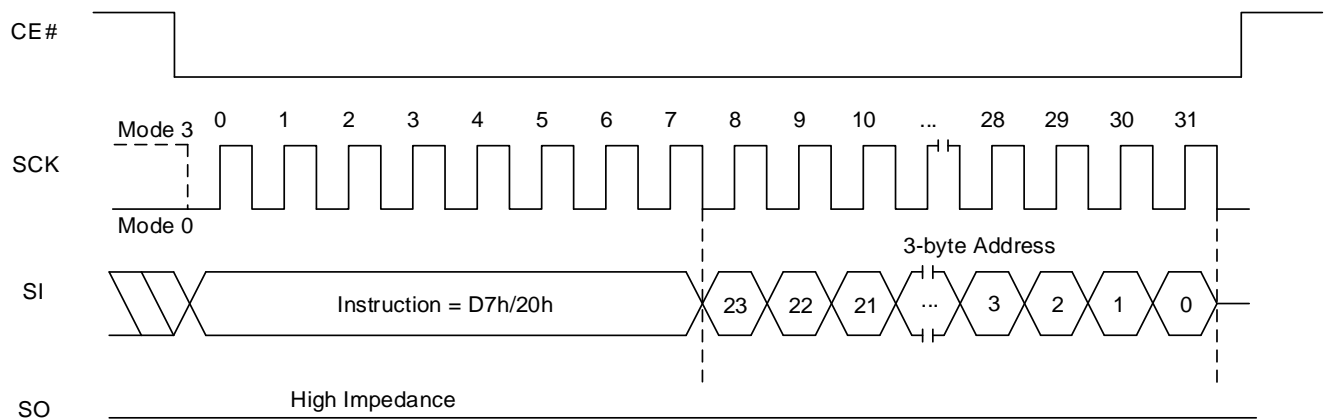 CE#
0 1 2 3 4 5 6 7 8 9 10 ... 28 29 30 31
Mode 3
SCK
Mode 0
3-byte Address
SI
Instruction = D7h/20h 23 22 21 ... 3 2 1 0
High Impedance
SO